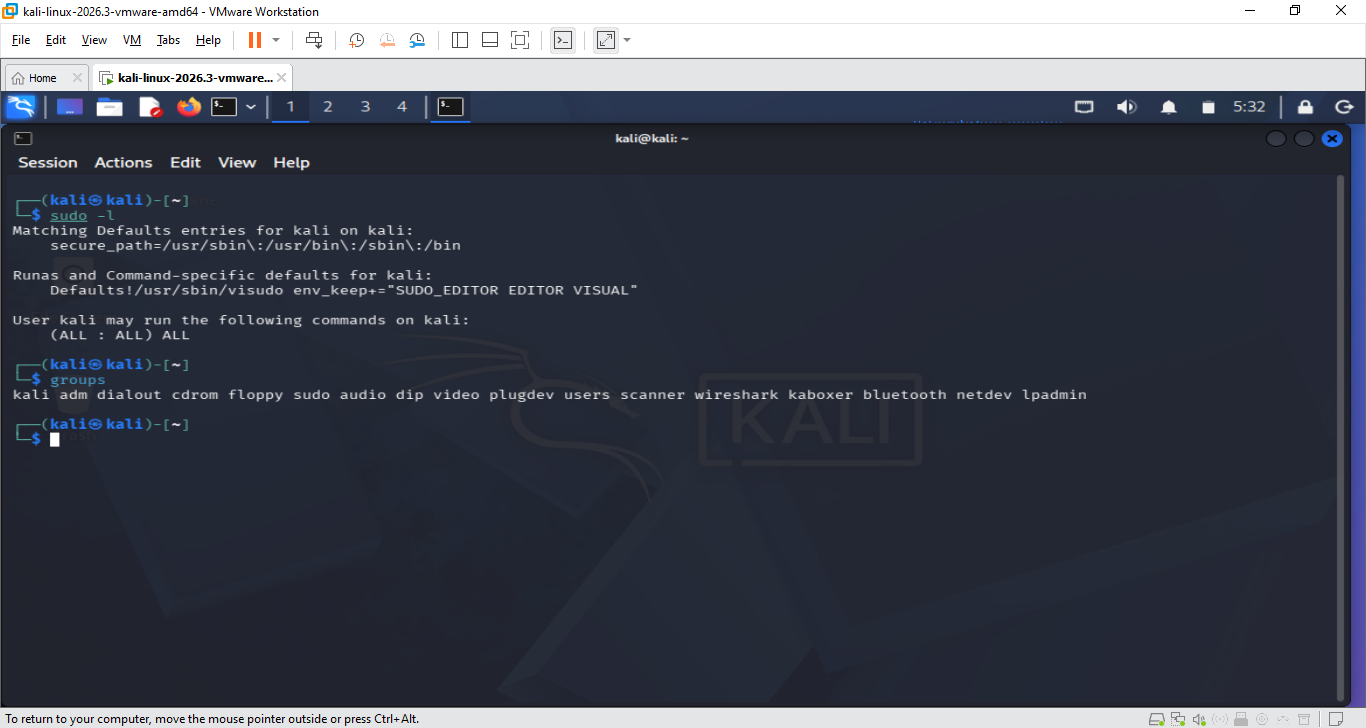 kali-linux-2026.3-vmware-amd64 - VMware Workstation
File Edit View VM Tabs Help
Home kali-linux-2026.3-vmware...
1 2 3 4 5:32
kali@kali: ~
Session Actions Edit View Help
┌──(kali㉿kali)-[~]
└─$ sudo -l
Matching Defaults entries for kali on kali:
    secure_path=/usr/sbin\:/usr/bin\:/sbin\:/bin
Runas and Command-specific defaults for kali:
    Defaults!/usr/sbin/visudo env_keep+="SUDO_EDITOR EDITOR VISUAL"
User kali may run the following commands on kali:
    (ALL : ALL) ALL
┌──(kali㉿kali)-[~]
└─$ groups
kali adm dialout cdrom floppy sudo audio dip video plugdev users scanner wireshark kaboxer bluetooth netdev lpadmin
┌──(kali㉿kali)-[~]
└─$
KALI
To return to your computer, move the mouse pointer outside or press Ctrl+Alt.